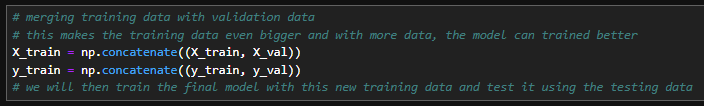 # merging training data with validation data
# this makes the training data even bigger and with more data, the model can trained better
X_train = np.concatenate((X_train, X_val))
y_train = np.concatenate((y_train, y_val))
# we will then train the final model with this new training data and test it using the testing data